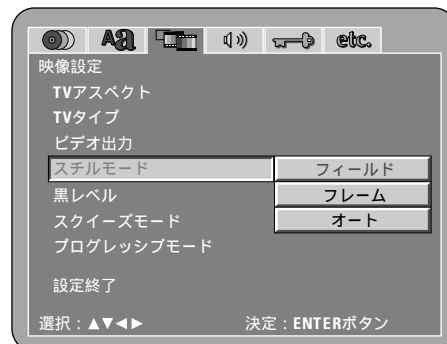 Aあ etc.
映像設定
TVアスペクト
TVタイプ
ビデオ出力
スチルモード フィールド
黒レベル フレーム
スクイーズモード オート
プログレッシブモード
設定終了
選択：▲▼◀▶ 決定：ENTERボタン